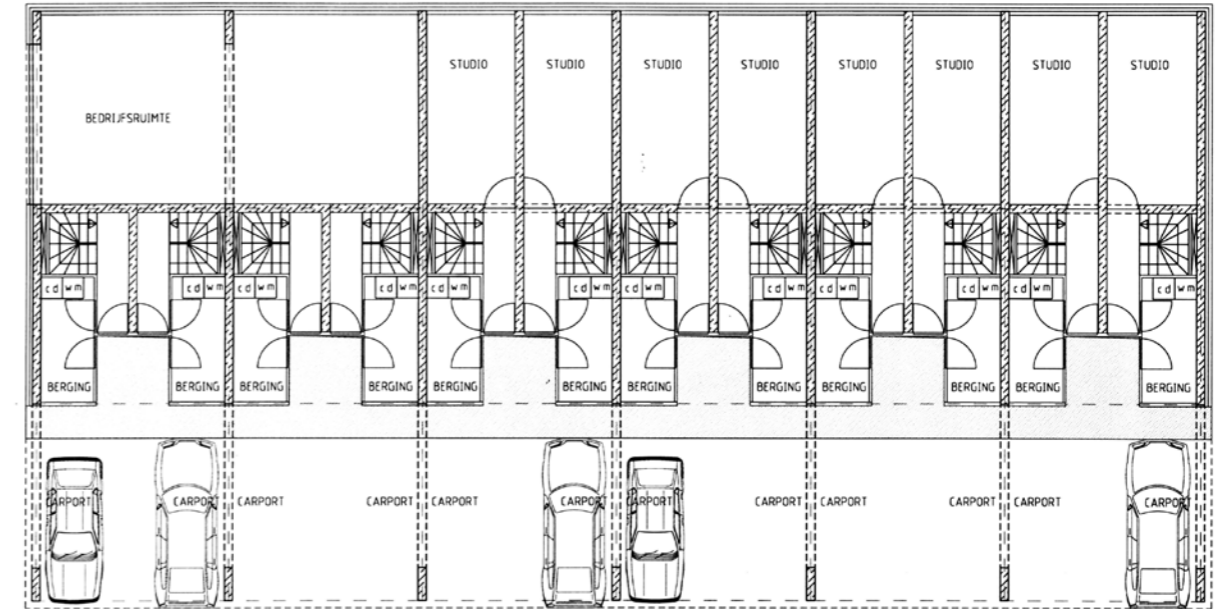 STUDIO STUDIO STUDIO STUDIO STUDIO STUDIO STUDIO STUDIO
BEDRIJFSRUIMTE
cd wm cd wm cd wm cd wm cd wm cd wm cd wm cd wm cd wm cd wm cd wm cd wm
BERGING BERGING BERGING BERGING BERGING BERGING BERGING BERGING BERGING BERGING BERGING BERGING
CARPORT CARPORT CARPORT CARPORT CARPORT CARPORT CARPORT CARPORT CARPORT CARPORT CARPORT CARPORT